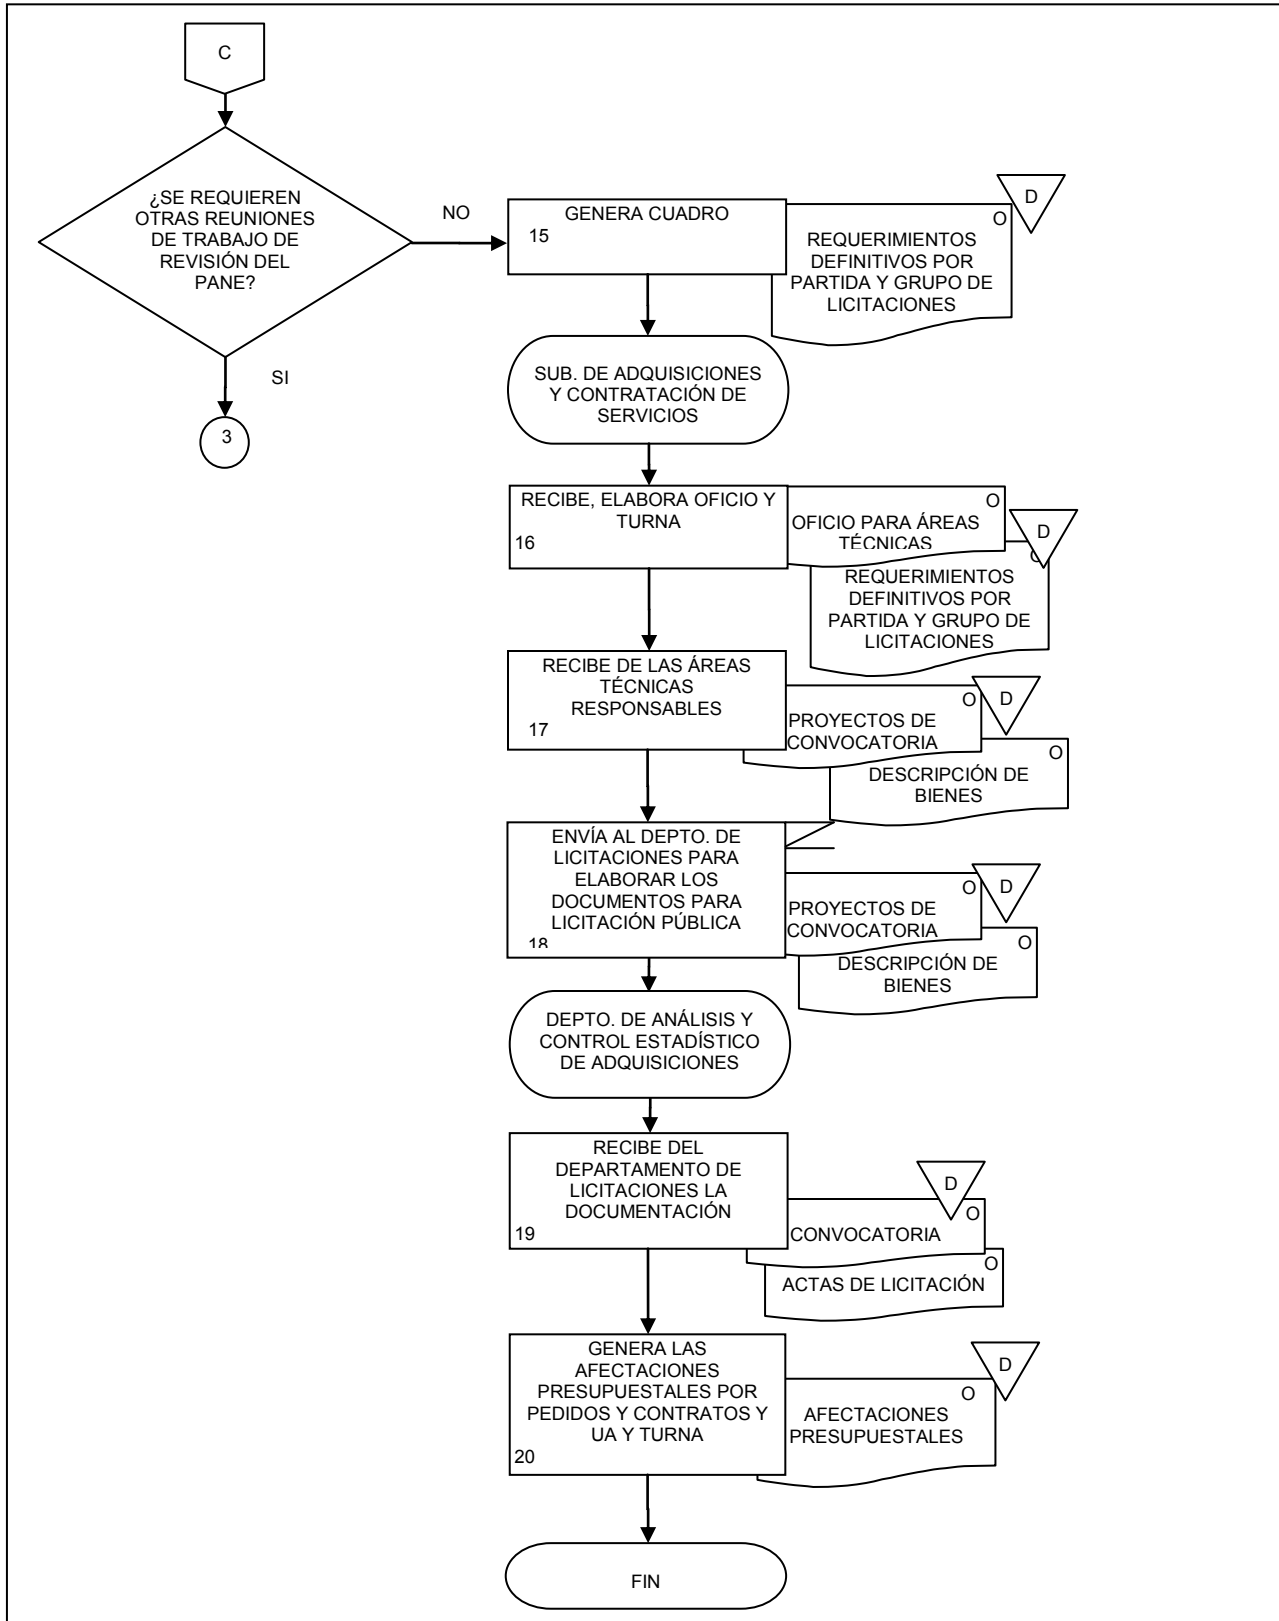 C
¿SE REQUIEREN
OTRAS REUNIONES
DE TRABAJO DE
REVISIÓN DEL
PANE?
NO
SI
3
GENERA CUADRO
15
D
O
REQUERIMIENTOS
DEFINITIVOS POR
PARTIDA Y GRUPO DE
LICITACIONES
SUB. DE ADQUISICIONES
Y CONTRATACIÓN DE
SERVICIOS
RECIBE, ELABORA OFICIO Y
TURNA
16
O
OFICIO PARA ÁREAS
TÉCNICAS
D
O
REQUERIMIENTOS
DEFINITIVOS POR
PARTIDA Y GRUPO DE
LICITACIONES
RECIBE DE LAS ÁREAS
TÉCNICAS
RESPONSABLES
17
D
O
PROYECTOS DE
CONVOCATORIA
O
DESCRIPCIÓN DE
BIENES
ENVÍA AL DEPTO. DE
LICITACIONES PARA
ELABORAR LOS
DOCUMENTOS PARA
LICITACIÓN PÚBLICA
18
D
O
PROYECTOS DE
CONVOCATORIA
O
DESCRIPCIÓN DE
BIENES
DEPTO. DE ANÁLISIS Y
CONTROL ESTADÍSTICO
DE ADQUISICIONES
RECIBE DEL
DEPARTAMENTO DE
LICITACIONES LA
DOCUMENTACIÓN
19
D
O
CONVOCATORIA
O
ACTAS DE LICITACIÓN
GENERA LAS
AFECTACIONES
PRESUPUESTALES POR
PEDIDOS Y CONTRATOS Y
UA Y TURNA
20
D
O
AFECTACIONES
PRESUPUESTALES
FIN